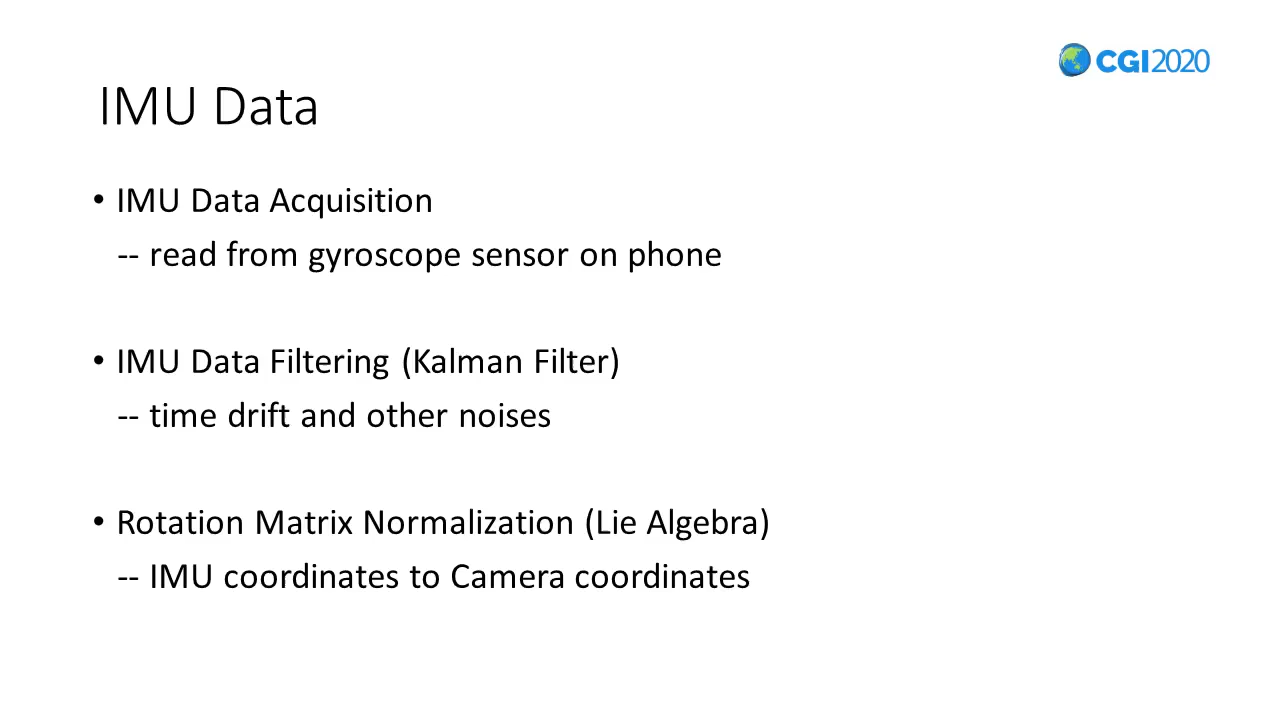 CGI2020
IMU Data
• IMU Data Acquisition
-- read from gyroscope sensor on phone
• IMU Data Filtering (Kalman Filter)
-- time drift and other noises
• Rotation Matrix Normalization (Lie Algebra)
-- IMU coordinates to Camera coordinates